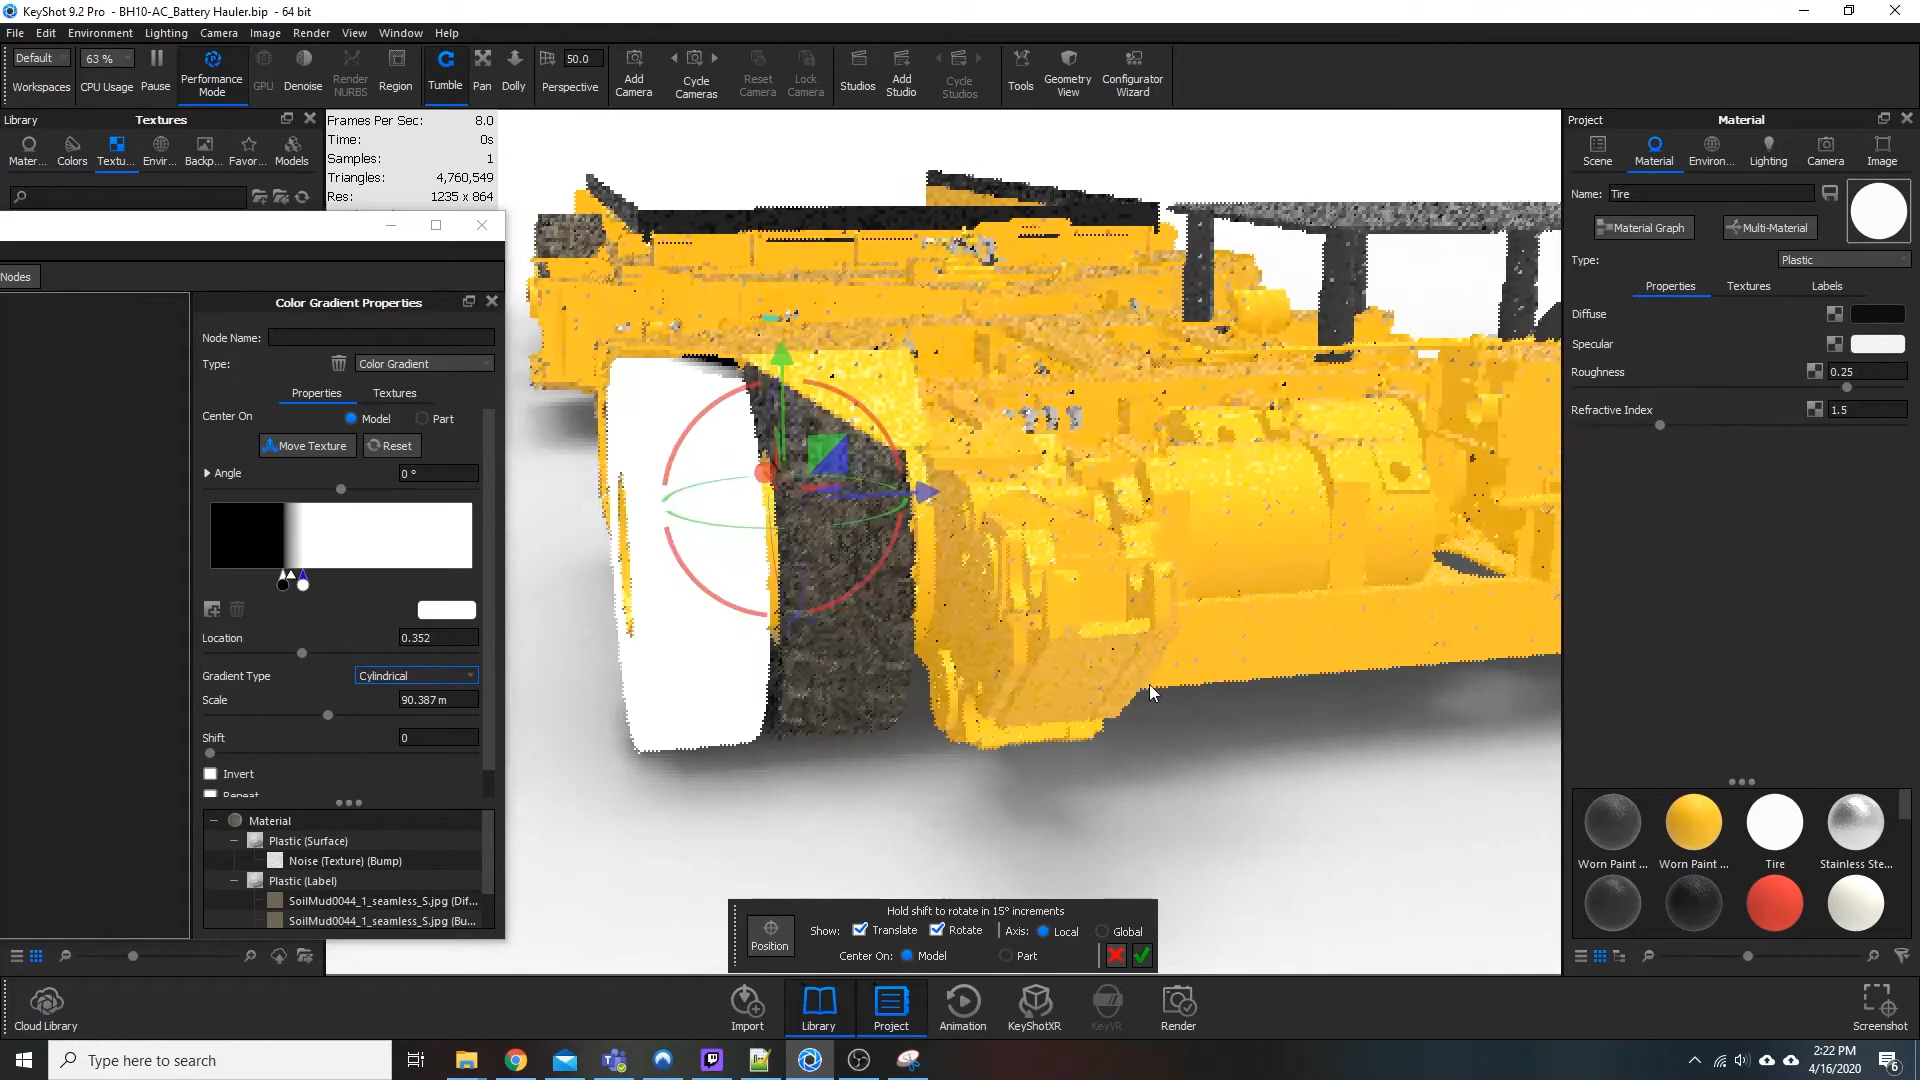 KeyShot 9.2 Pro - BH10-AC_Battery Hauler.bip - 64 bit
File Edit Environment Lighting Camera Image Render View Window Help
Default 63 % 50.0
Workspaces CPU Usage Pause Performance Mode GPU Denoise Render NURBS Region Tumble Pan Dolly Perspective Add Camera Cycle Cameras Reset Camera Lock Camera Studios Add Studio Cycle Studios Tools Geometry View Configurator Wizard
Library Textures
Mater... Colors Textu... Envir... Backp... Favor... Models
Frames Per Sec: 8.0
Time: 0s
Samples: 1
Triangles: 4,760,549
Res: 1235 x 864
Nodes
Color Gradient Properties
Node Name:
Type: Color Gradient
Properties Textures
Center On Model Part
Move Texture Reset
Angle 0 °
Location 0.352
Gradient Type Cylindrical
Scale 90.387 m
Shift 0
Invert
Repeat
Material
Plastic (Surface)
Noise (Texture) (Bump)
Plastic (Label)
SoilMud0044_1_seamless_S.jpg (Dif...
SoilMud0044_1_seamless_S.jpg (Bu...
Hold shift to rotate in 15° increments
Position Show: Translate Rotate Axis: Local Global
Center On: Model Part
Project Material
Scene Material Environ... Lighting Camera Image
Name: Tire
Material Graph Multi-Material
Type: Plastic
Properties Textures Labels
Diffuse
Specular
Roughness 0.25
Refractive Index 1.5
Worn Paint ... Worn Paint ... Tire Stainless Ste...
Cloud Library Import Library Project Animation KeyShotXR KeyVR Render Screenshot
Type here to search
2:22 PM
4/16/2020
6